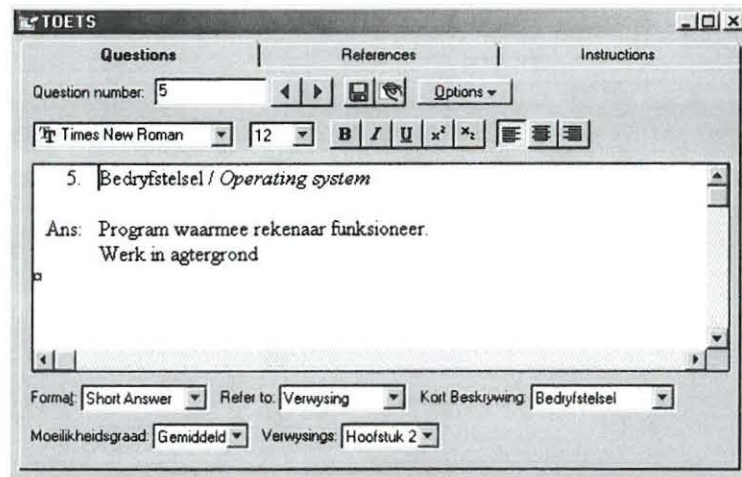 TOETS
Questions References Instructions
Question number: 5 Options
Times New Roman 12 B I U x² x₂
5. Bedryfstelsel / Operating system
Ans: Program waarmee rekenaar funksioneer.
Werk in agtergrond
¤
Format: Short Answer Refer to: Verwysing Kort Beskrywing: Bedryfstelsel
Moeilikheidsgraad: Gemiddeld Verwysings: Hoofstuk 2